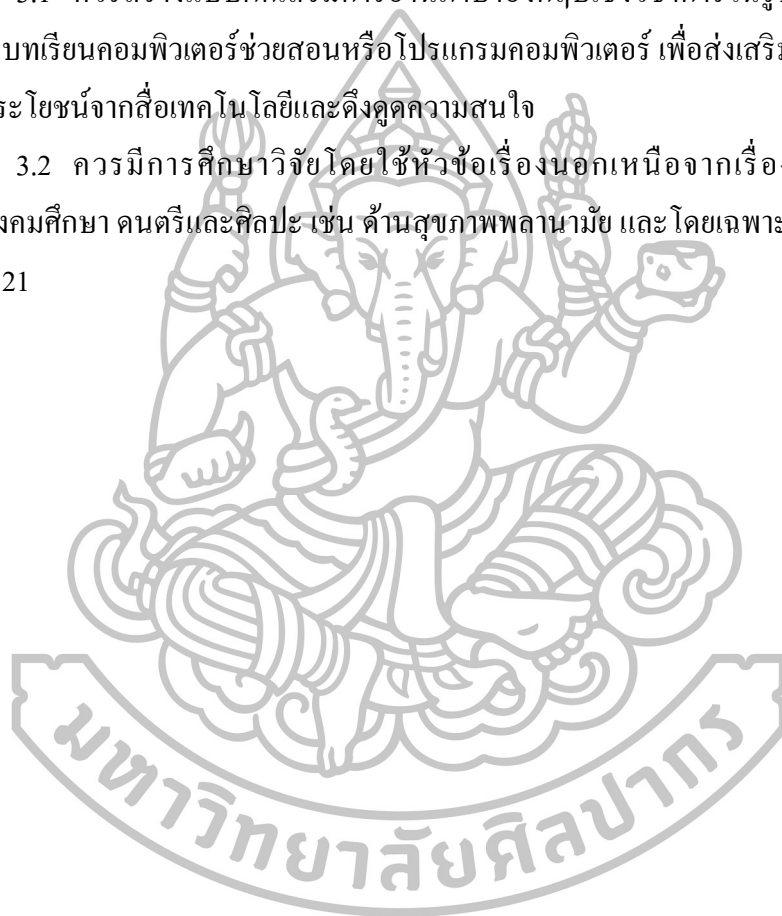 บทเรียนคอมพิวเตอร์ช่วยสอนหรือโปรแกรมคอมพิวเตอร์ เพื่อส่งเสริม
ระโยชน์จากสื่อเทคโนโลยีและดึงดูดความสนใจ
3.2 ควรมีการศึกษาวิจัยโดยใช้หัวข้อเรื่องนอกเหนือจากเรื่อง
งคมศึกษา ดนตรีและศิลปะ เช่น ด้านสุขภาพพลานามัย และโดยเฉพาะ
21
มหาวิทยาลัยศิลปากร